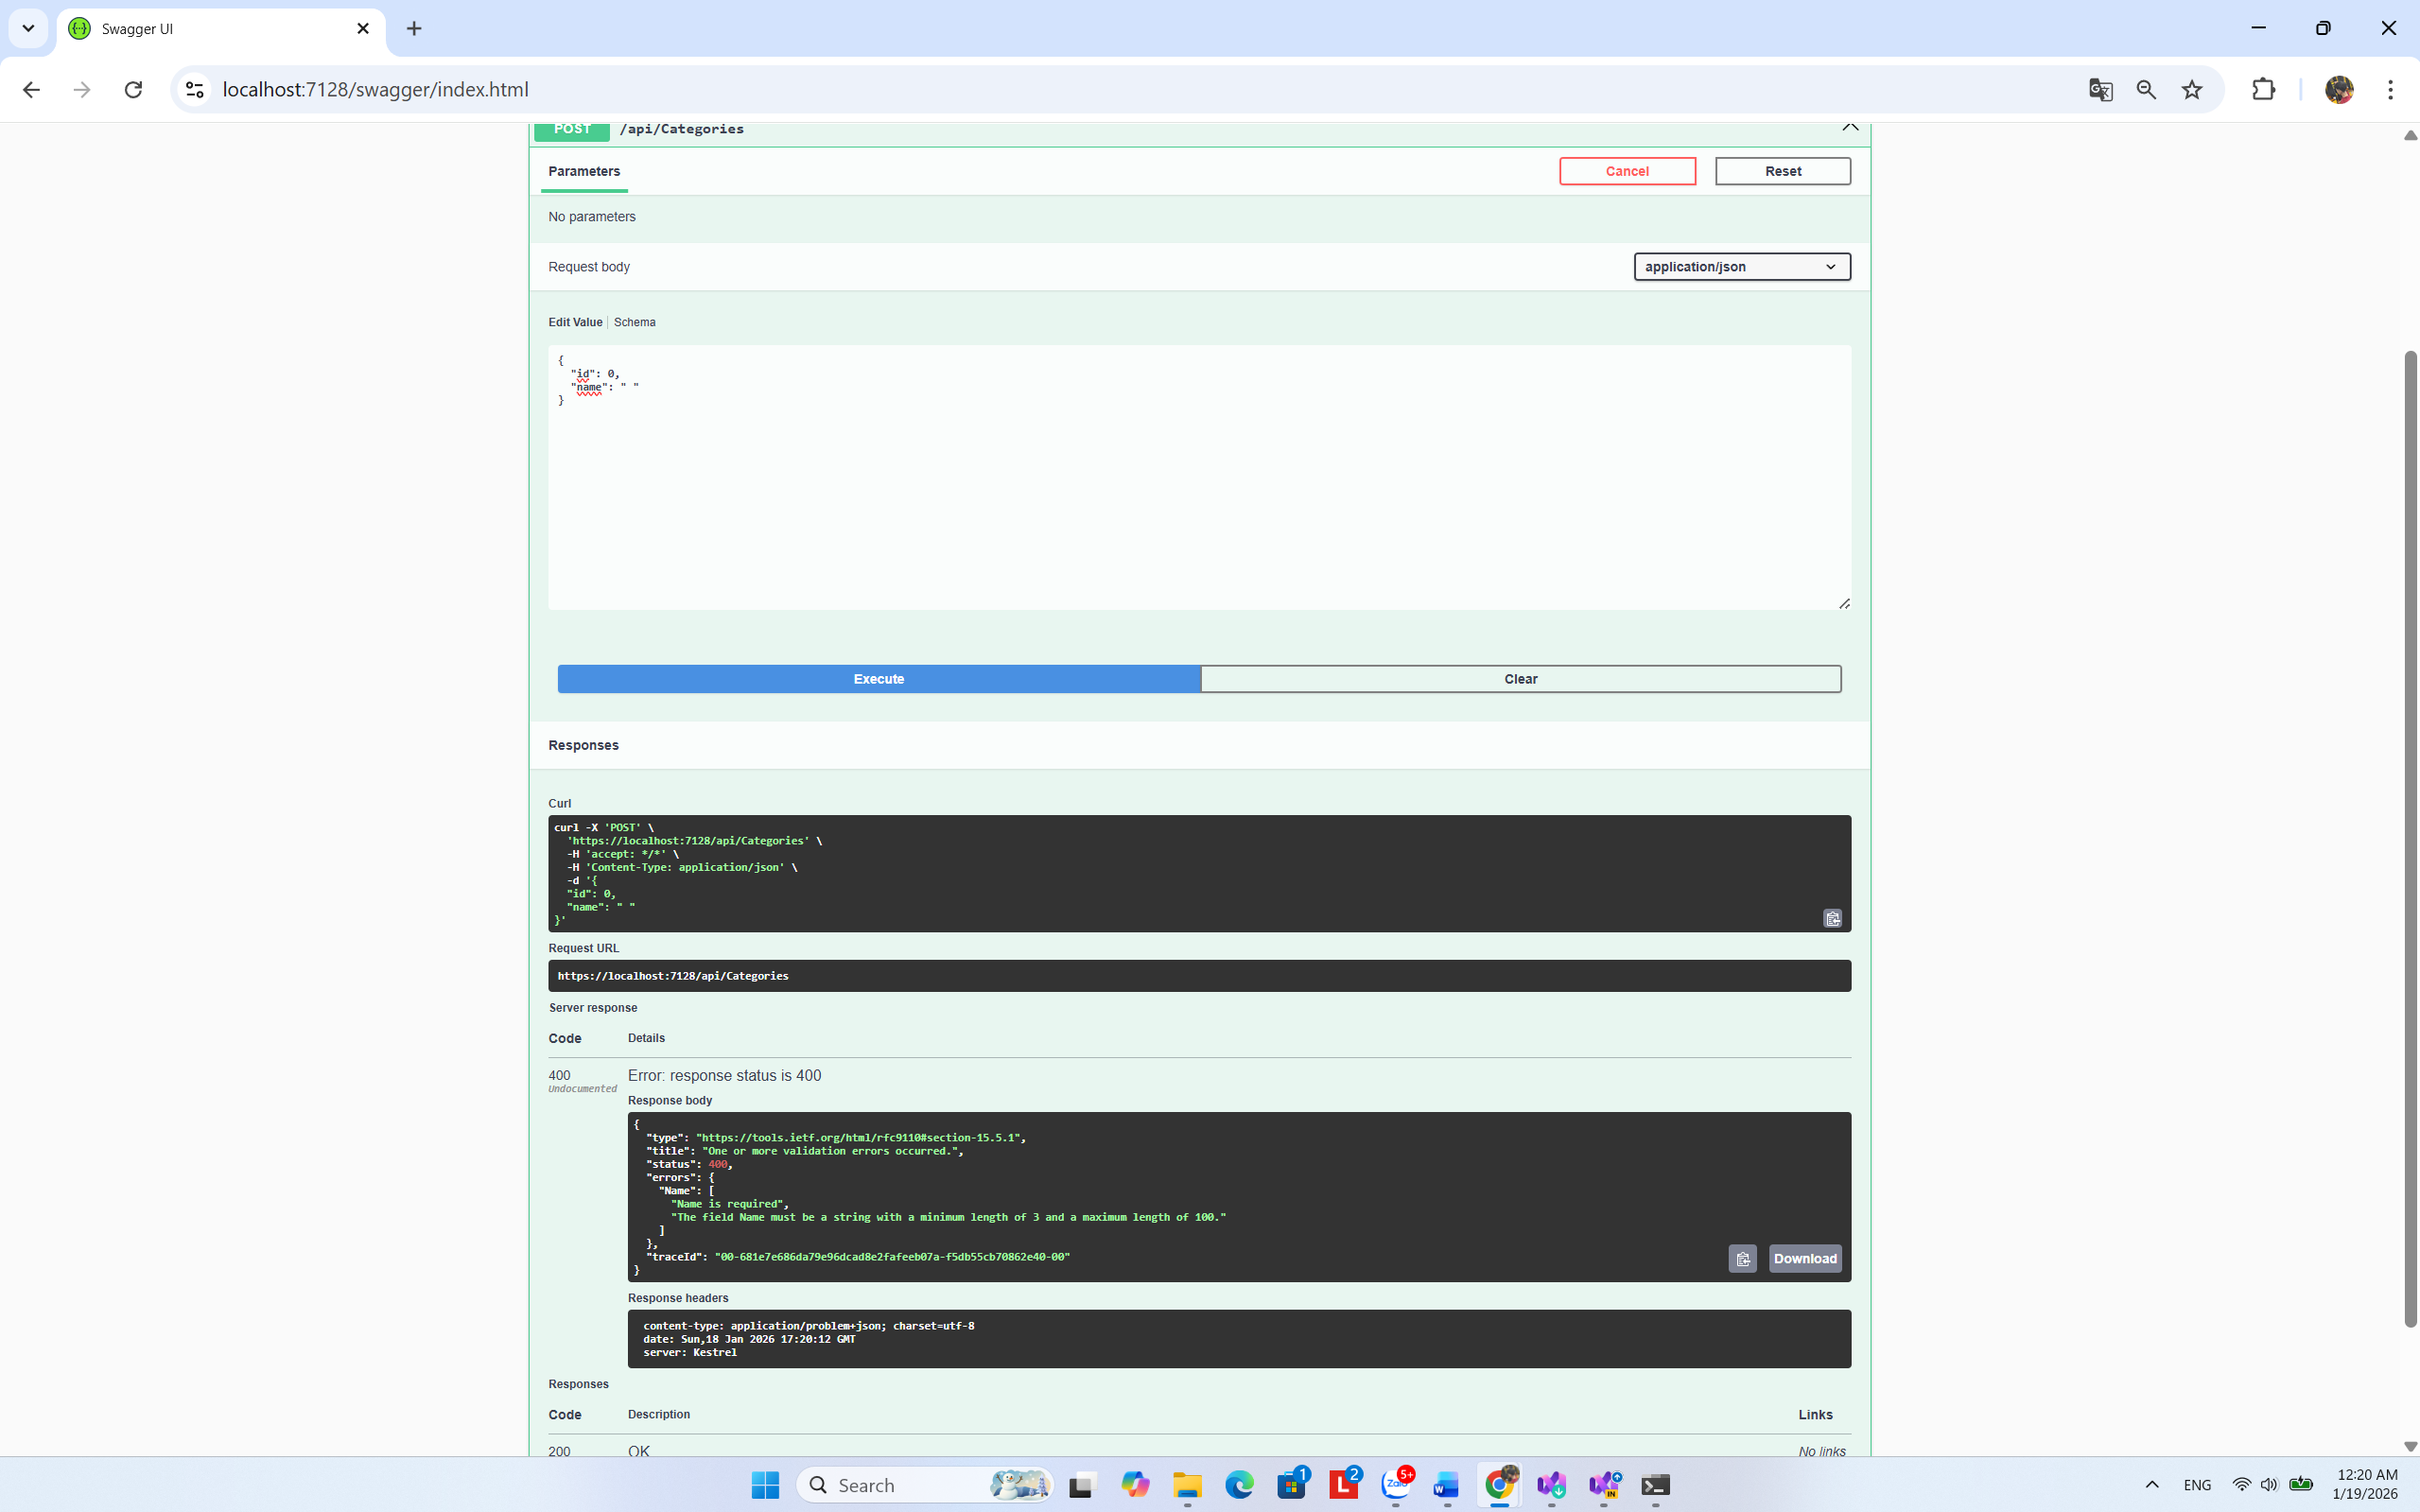 Swagger UI
localhost:7128/swagger/index.html
POST /api/Categories
Parameters
Cancel
Reset
No parameters
Request body
application/json
Edit Value
Schema
{
"id": 0,
"name": " "
}
Execute
Clear
Responses
Curl
curl -X 'POST' \
'https://localhost:7128/api/Categories' \
-H 'accept: */*' \
-H 'Content-Type: application/json' \
-d '{
"id": 0,
"name": " "
}'
Request URL
https://localhost:7128/api/Categories
Server response
Code Details
400
Undocumented
Error: response status is 400
Response body
{
"type": "https://tools.ietf.org/html/rfc9110#section-15.5.1",
"title": "One or more validation errors occurred.",
"status": 400,
"errors": {
"Name": [
"Name is required",
"The field Name must be a string with a minimum length of 3 and a maximum length of 100."
]
},
"traceId": "00-681e7e686da79e96dcad8e2fafeeb07a-f5db55cb70862e40-00"
}
Download
Response headers
content-type: application/problem+json; charset=utf-8
date: Sun,18 Jan 2026 17:20:12 GMT
server: Kestrel
Responses
Code Description Links
200 OK No links
Search
1
L 2
Zalo 5+
W
IN
ENG
12:20 AM
1/19/2026